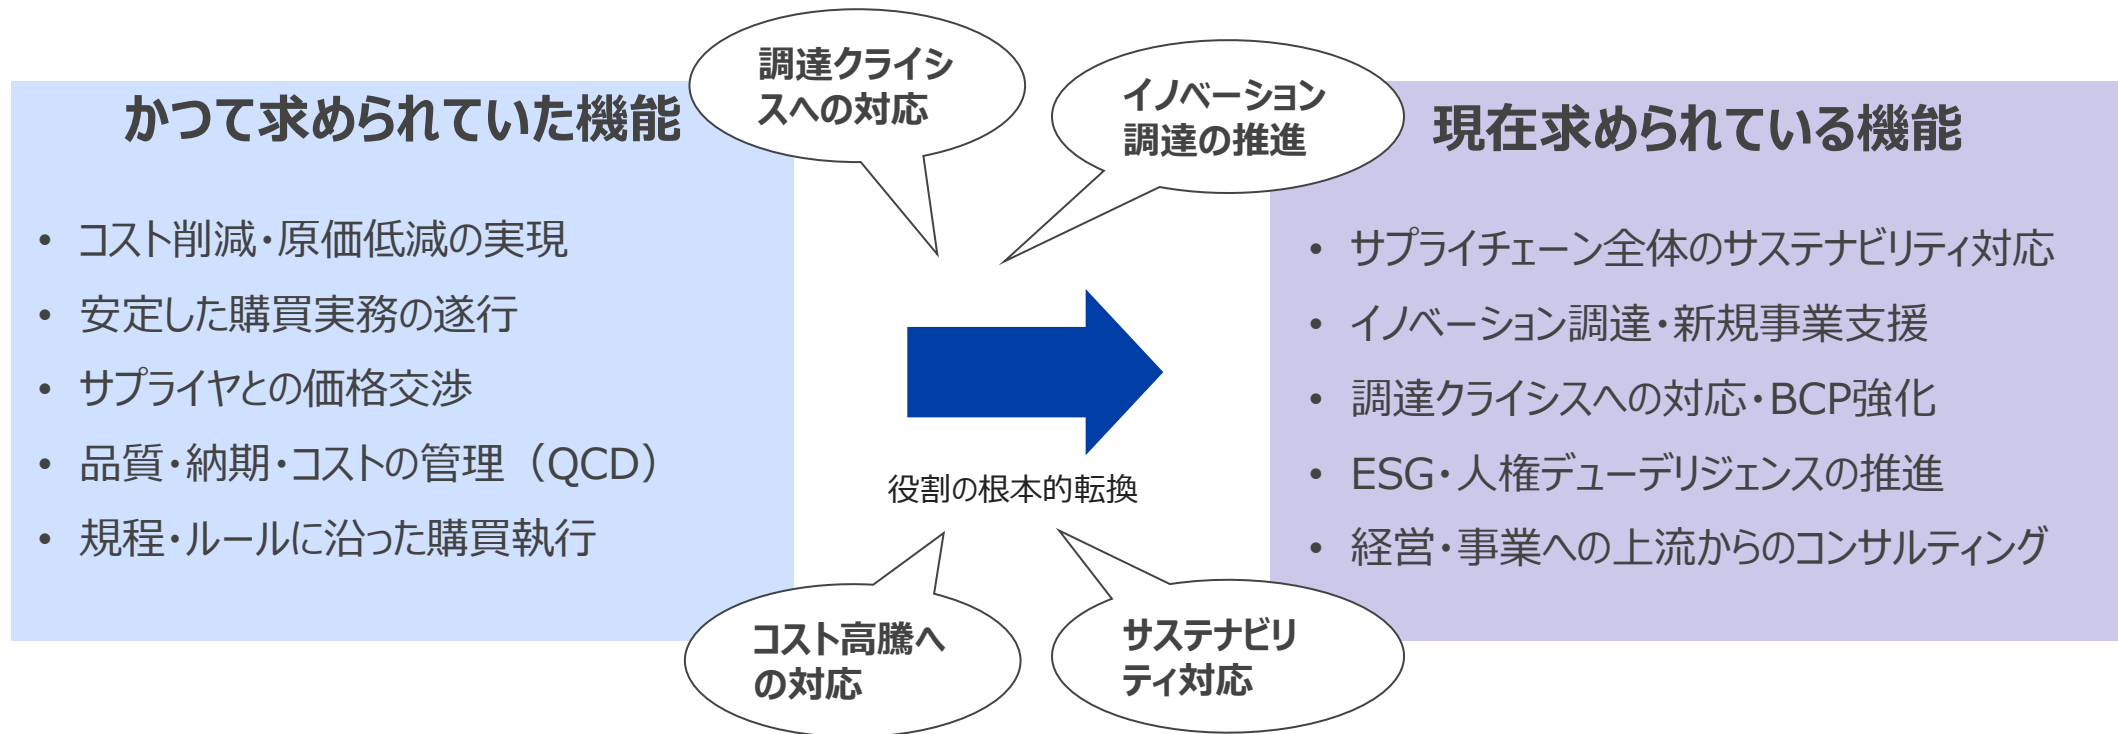 かつて求められていた機能
• コスト削減・原価低減の実現
• 安定した購買実務の遂行
• サプライヤとの価格交渉
• 品質・納期・コストの管理（QCD）
• 規程・ルールに沿った購買執行
調達クライシ
スへの対応
イノベーション
調達の推進
役割の根本的転換
コスト高騰へ
の対応
サステナビリ
ティ対応
現在求められている機能
• サプライチェーン全体のサステナビリティ対応
• イノベーション調達・新規事業支援
• 調達クライシスへの対応・BCP強化
• ESG・人権デューデリジェンスの推進
• 経営・事業への上流からのコンサルティング